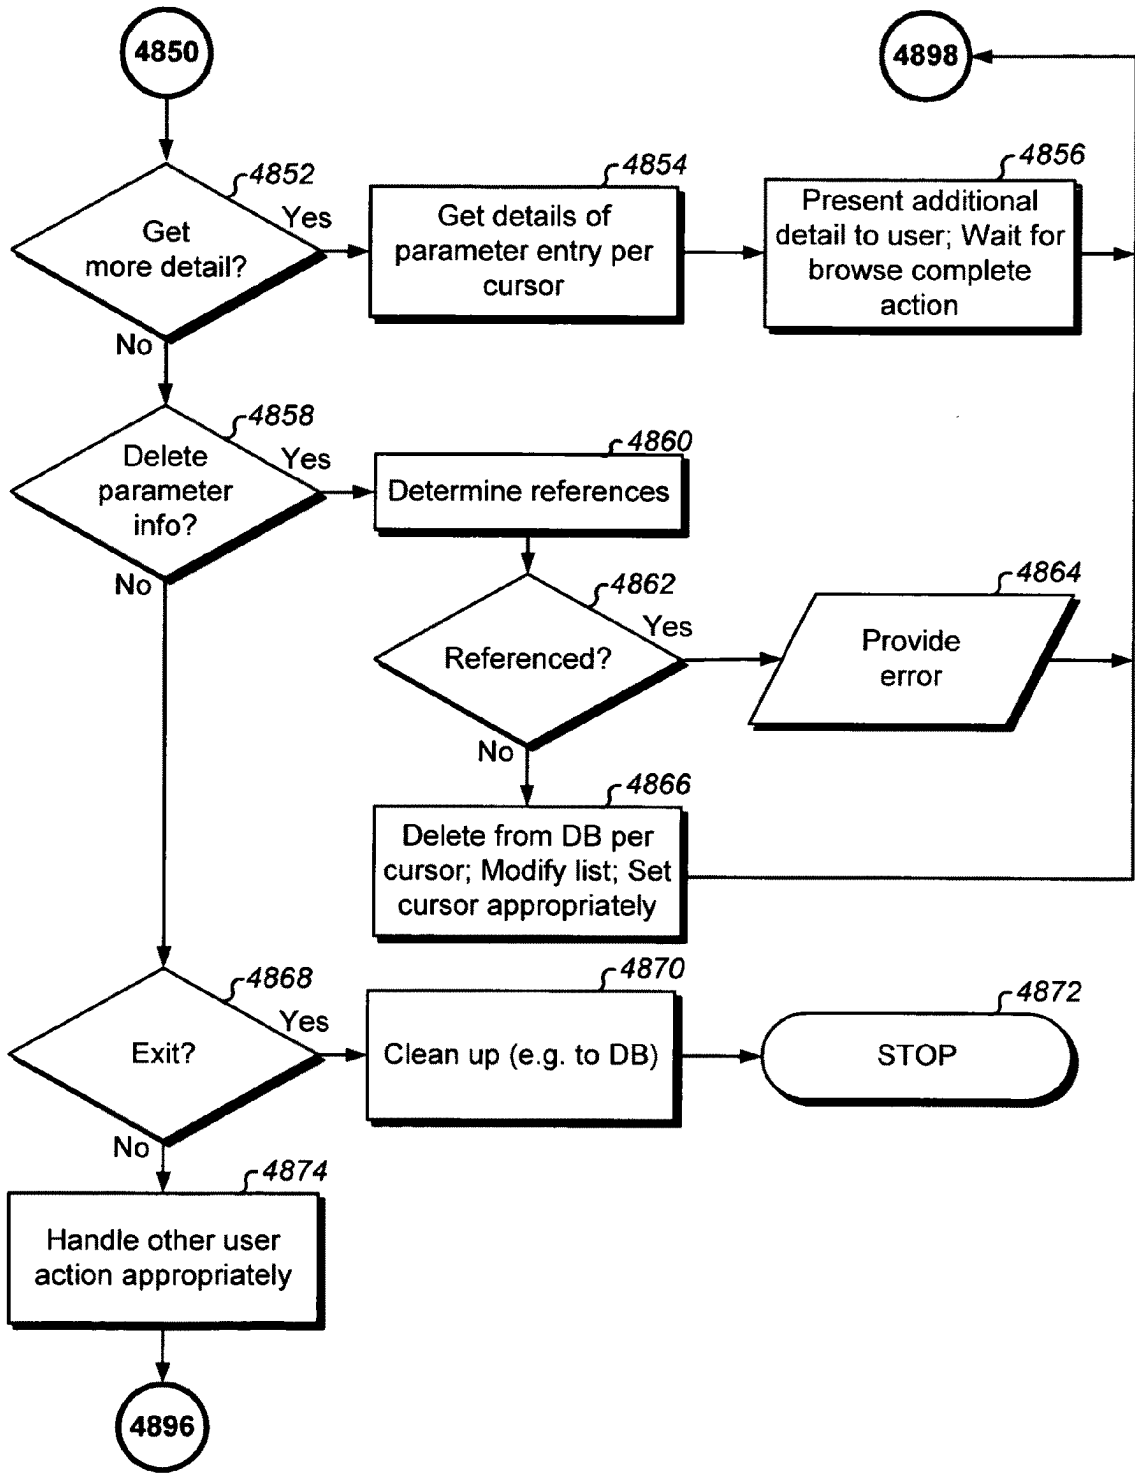 4850
4898
4852
4854
4856
Get
more detail?
Yes
No
Get details of
parameter entry per
cursor
Present additional
detail to user; Wait for
browse complete
action
4858
Delete
parameter
info?
Yes
No
4860
Determine references
4862
Referenced?
Yes
No
4864
Provide
error
4866
Delete from DB per
cursor; Modify list; Set
cursor appropriately
4868
Exit?
Yes
No
4870
Clean up (e.g. to DB)
4872
STOP
4874
Handle other user
action appropriately
4896